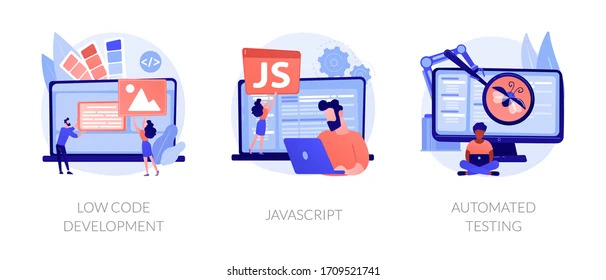 </>
JS
LOW CODE
DEVELOPMENT
JAVASCRIPT
AUTOMATED
TESTING
shutterstock.com · 1709521741